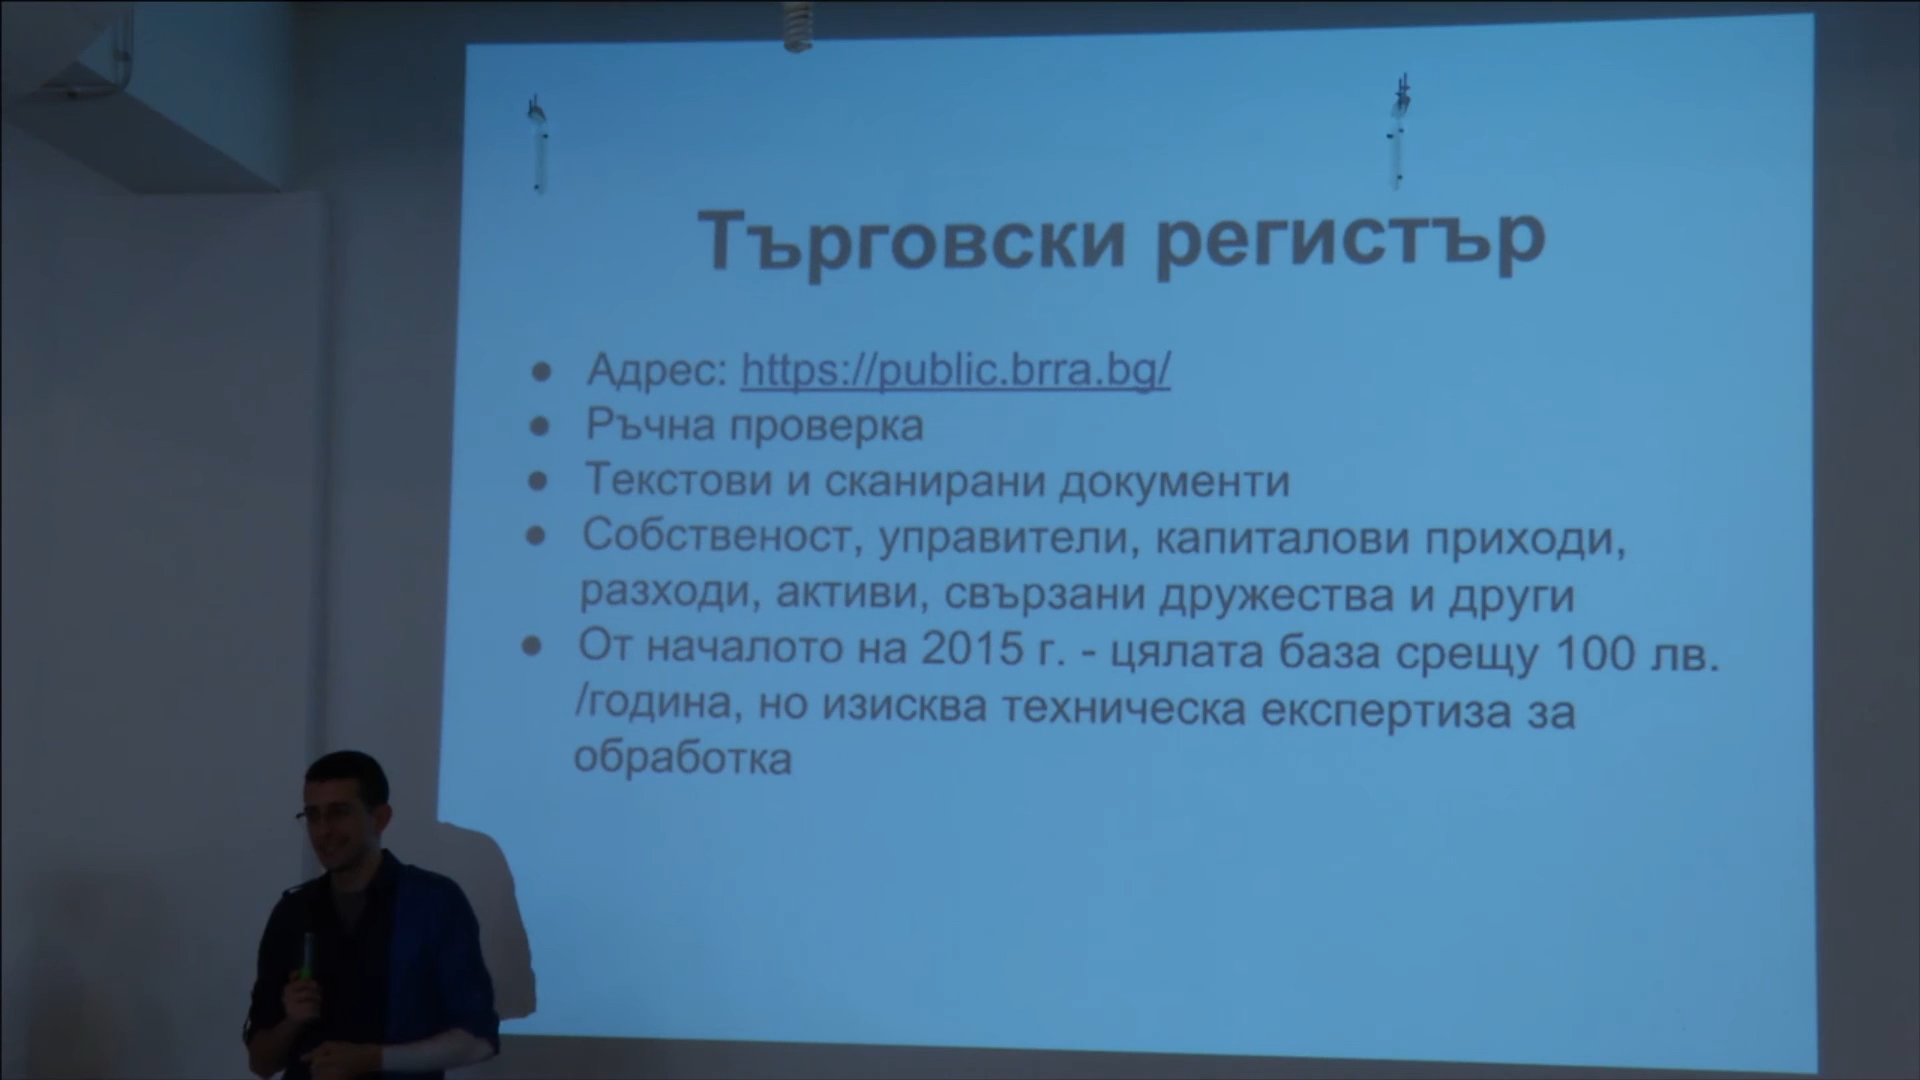 Търговски регистър
● Адрес: https://public.brra.bg/
● Ръчна проверка
● Текстови и сканирани документи
● Собственост, управители, капиталови приходи,
разходи, активи, свързани дружества и други
● От началото на 2015 г. - цялата база срещу 100 лв.
/година, но изисква техническа експертиза за
обработка